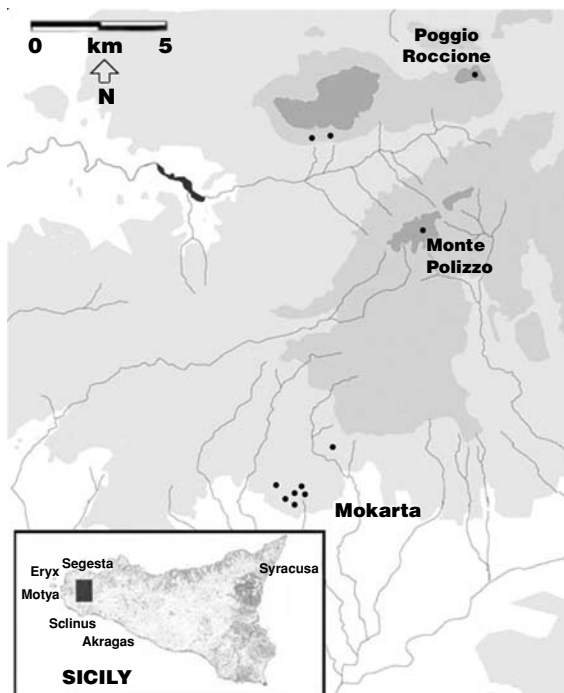 0 km 5
N
Poggio
Roccione
Monte
Polizzo
Mokarta
Segesta
Eryx
Syracusa
Motya
Sclinus
Akragas
SICILY